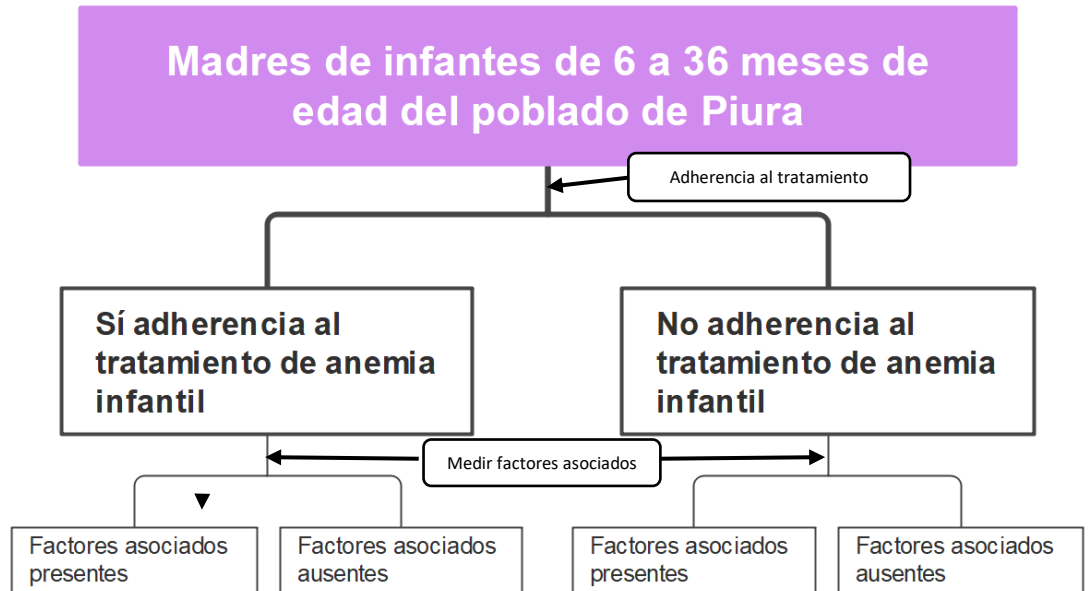 Madres de infantes de 6 a 36 meses de
edad del poblado de Piura
Adherencia al tratamiento
Sí adherencia al
tratamiento de anemia
infantil
No adherencia al
tratamiento de anemia
infantil
Medir factores asociados
Factores asociados
presentes
Factores asociados
ausentes
Factores asociados
presentes
Factores asociados
ausentes